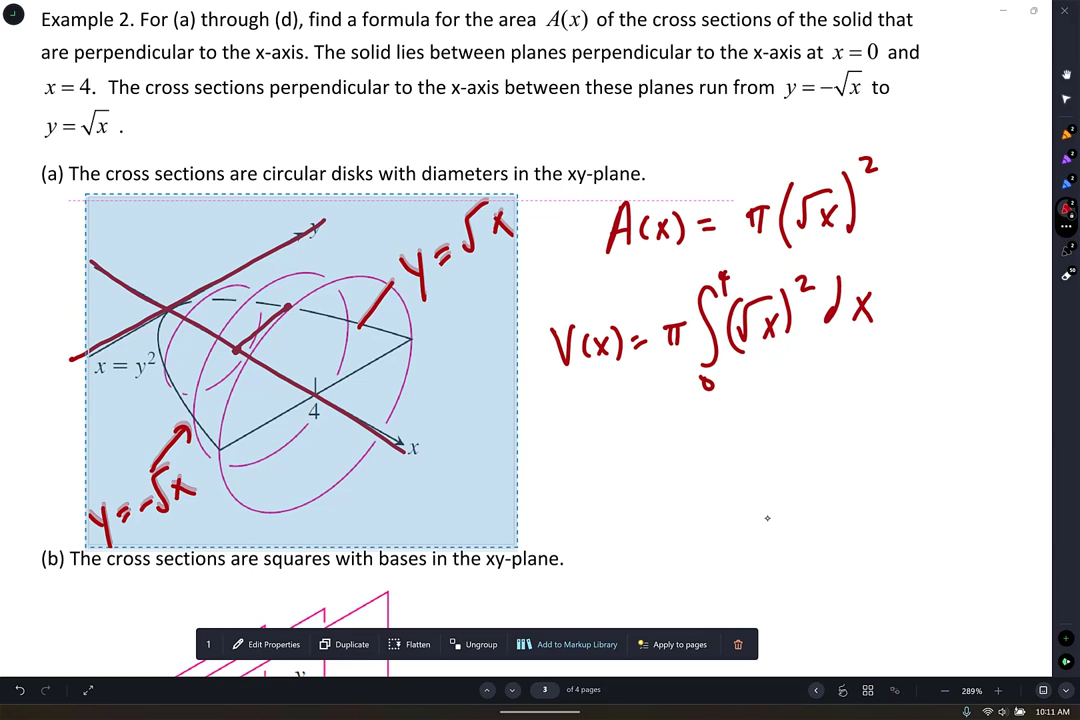 Example 2. For (a) through (d), find a formula for the area A(x) of the cross sections of the solid that
are perpendicular to the x-axis. The solid lies between planes perpendicular to the x-axis at x = 0 and
x = 4. The cross sections perpendicular to the x-axis between these planes run from y = −√x to
y = √x .
(a) The cross sections are circular disks with diameters in the xy-plane.
y
y = √x
A(x) = π(√x)²
x = y²
V(x) = π ∫₀⁴ (√x)² dx
4
x
y = -√x
(b) The cross sections are squares with bases in the xy-plane.
y
1 Edit Properties Duplicate Flatten Ungroup Add to Markup Library Apply to pages
3 of 4 pages 289%
10:11 AM